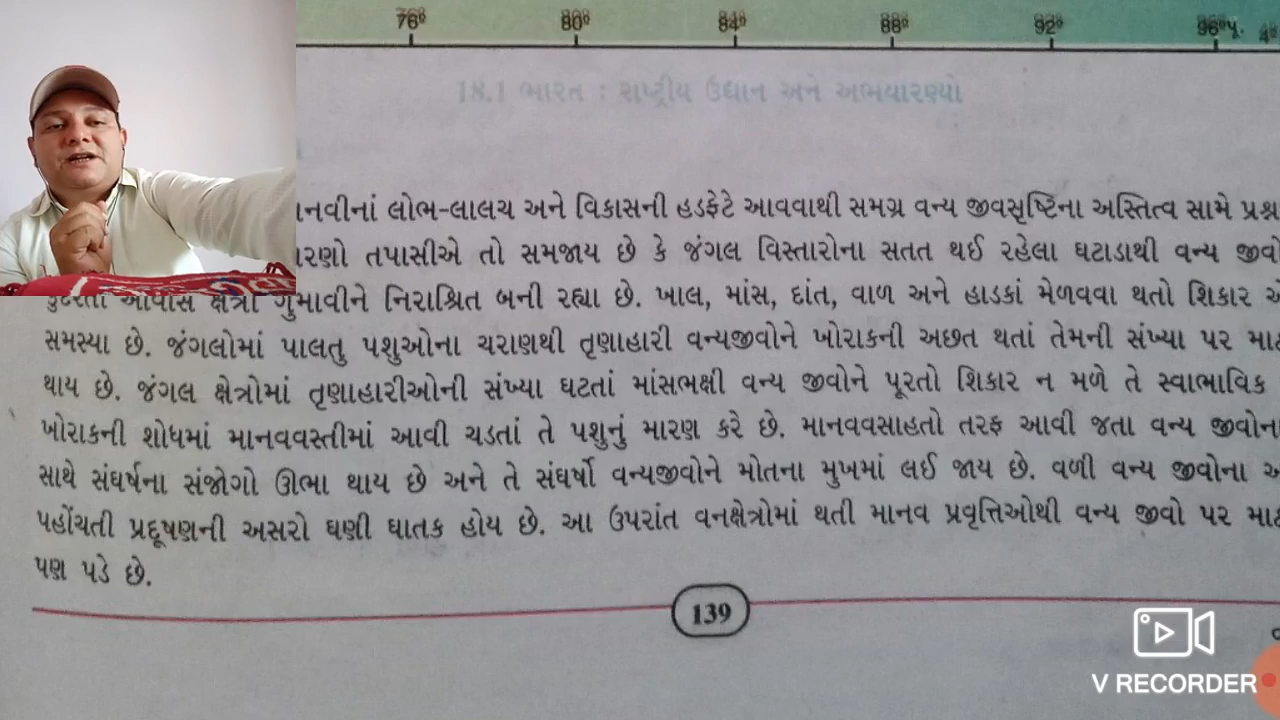 76° 80° 84° 88° 92° 96°પૂ.
18.1 ભારત : રાષ્ટ્રીય ઉદ્યાન અને અભયારણ્યો
નવીનાં લોભ-લાલચ અને વિકાસની હડફેટે આવવાથી સમગ્ર વન્ય જીવસૃષ્ટિના અસ્તિત્વ સામે પ્રશ્ન
રણો તપાસીએ તો સમજાય છે કે જંગલ વિસ્તારોના સતત થઈ રહેલા ઘટાડાથી વન્ય જીવો
આવાસ ક્ષેત્રો ગુમાવીને નિરાશ્રિત બની રહ્યા છે. ખાલ, માંસ, દાંત, વાળ અને હાડકાં મેળવવા થતો શિકાર
સમસ્યા છે. જંગલોમાં પાલતુ પશુઓના ચરાણથી તૃણાહારી વન્યજીવોને ખોરાકની અછત થતાં તેમની સંખ્યા પર
થાય છે. જંગલ ક્ષેત્રોમાં તૃણાહારીઓની સંખ્યા ઘટતાં માંસભક્ષી વન્ય જીવોને પૂરતો શિકાર ન મળે તે સ્વાભાવિક
ખોરાકની શોધમાં માનવવસ્તીમાં આવી ચડતાં તે પશુનું મારણ કરે છે. માનવવસાહતો તરફ આવી જતા વન્ય જીવોના
સાથે સંઘર્ષના સંજોગો ઊભા થાય છે અને તે સંઘર્ષો વન્યજીવોને મોતના મુખમાં લઈ જાય છે. વળી વન્ય જીવોના
પહોંચતી પ્રદૂષણની અસરો ઘણી ઘાતક હોય છે. આ ઉપરાંત વનક્ષેત્રોમાં થતી માનવ પ્રવૃત્તિઓથી વન્ય જીવો પર
પણ પડે છે.
139
V RECORDER